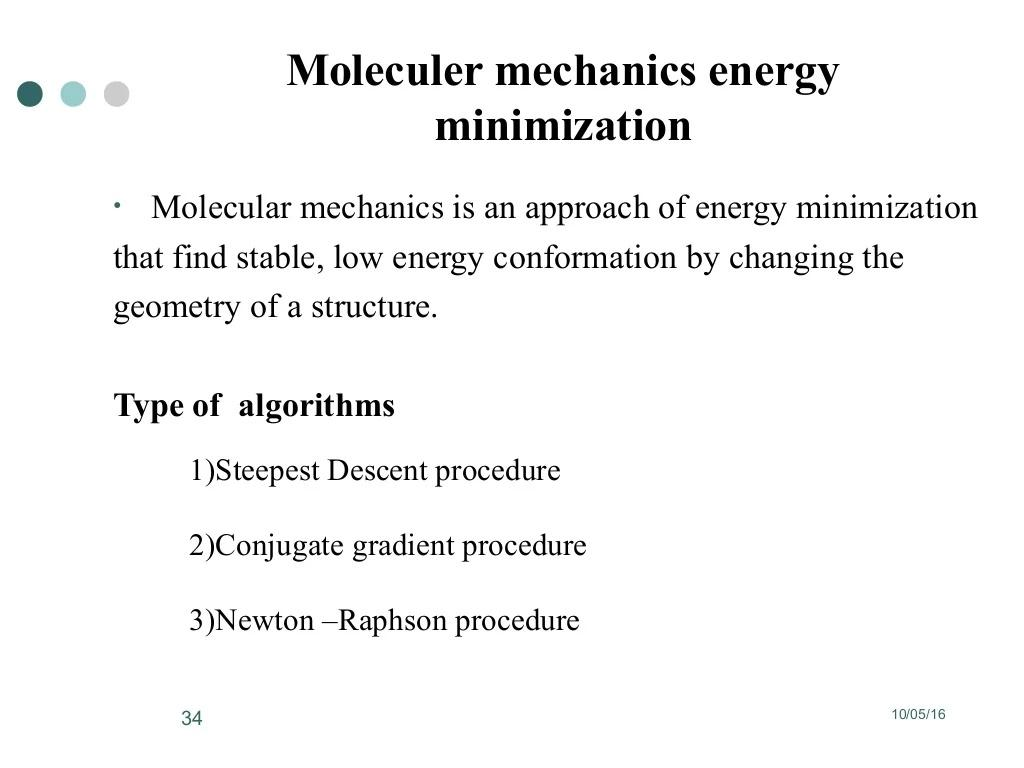 Moleculer mechanics energy
minimization
• Molecular mechanics is an approach of energy minimization
that find stable, low energy conformation by changing the
geometry of a structure.
Type of  algorithms
1)Steepest Descent procedure
2)Conjugate gradient procedure
3)Newton –Raphson procedure
34
10/05/16